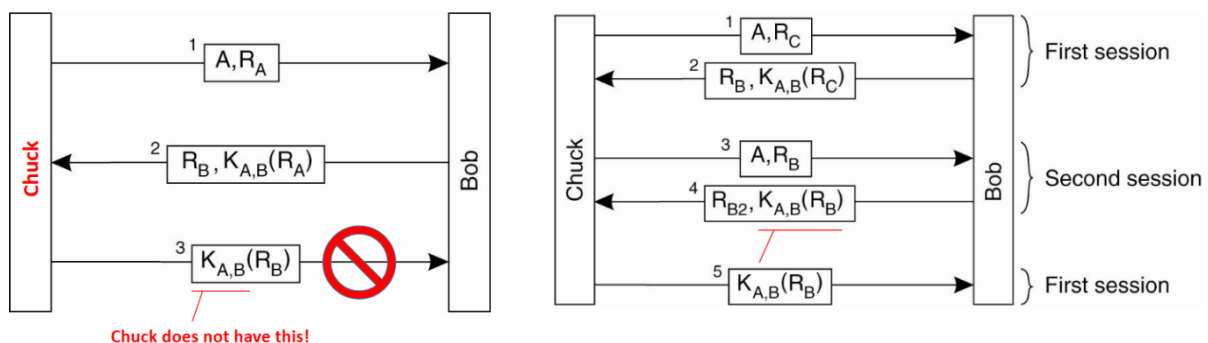 1
A,R_A
Chuck
2
R_B, K_A,B(R_A)
Bob
3
K_A,B(R_B)
Chuck does not have this!
1
A,R_C
First session
2
R_B, K_A,B(R_C)
Chuck
3
A,R_B
Second session
4
R_B2, K_A,B(R_B)
Bob
5
K_A,B(R_B)
First session